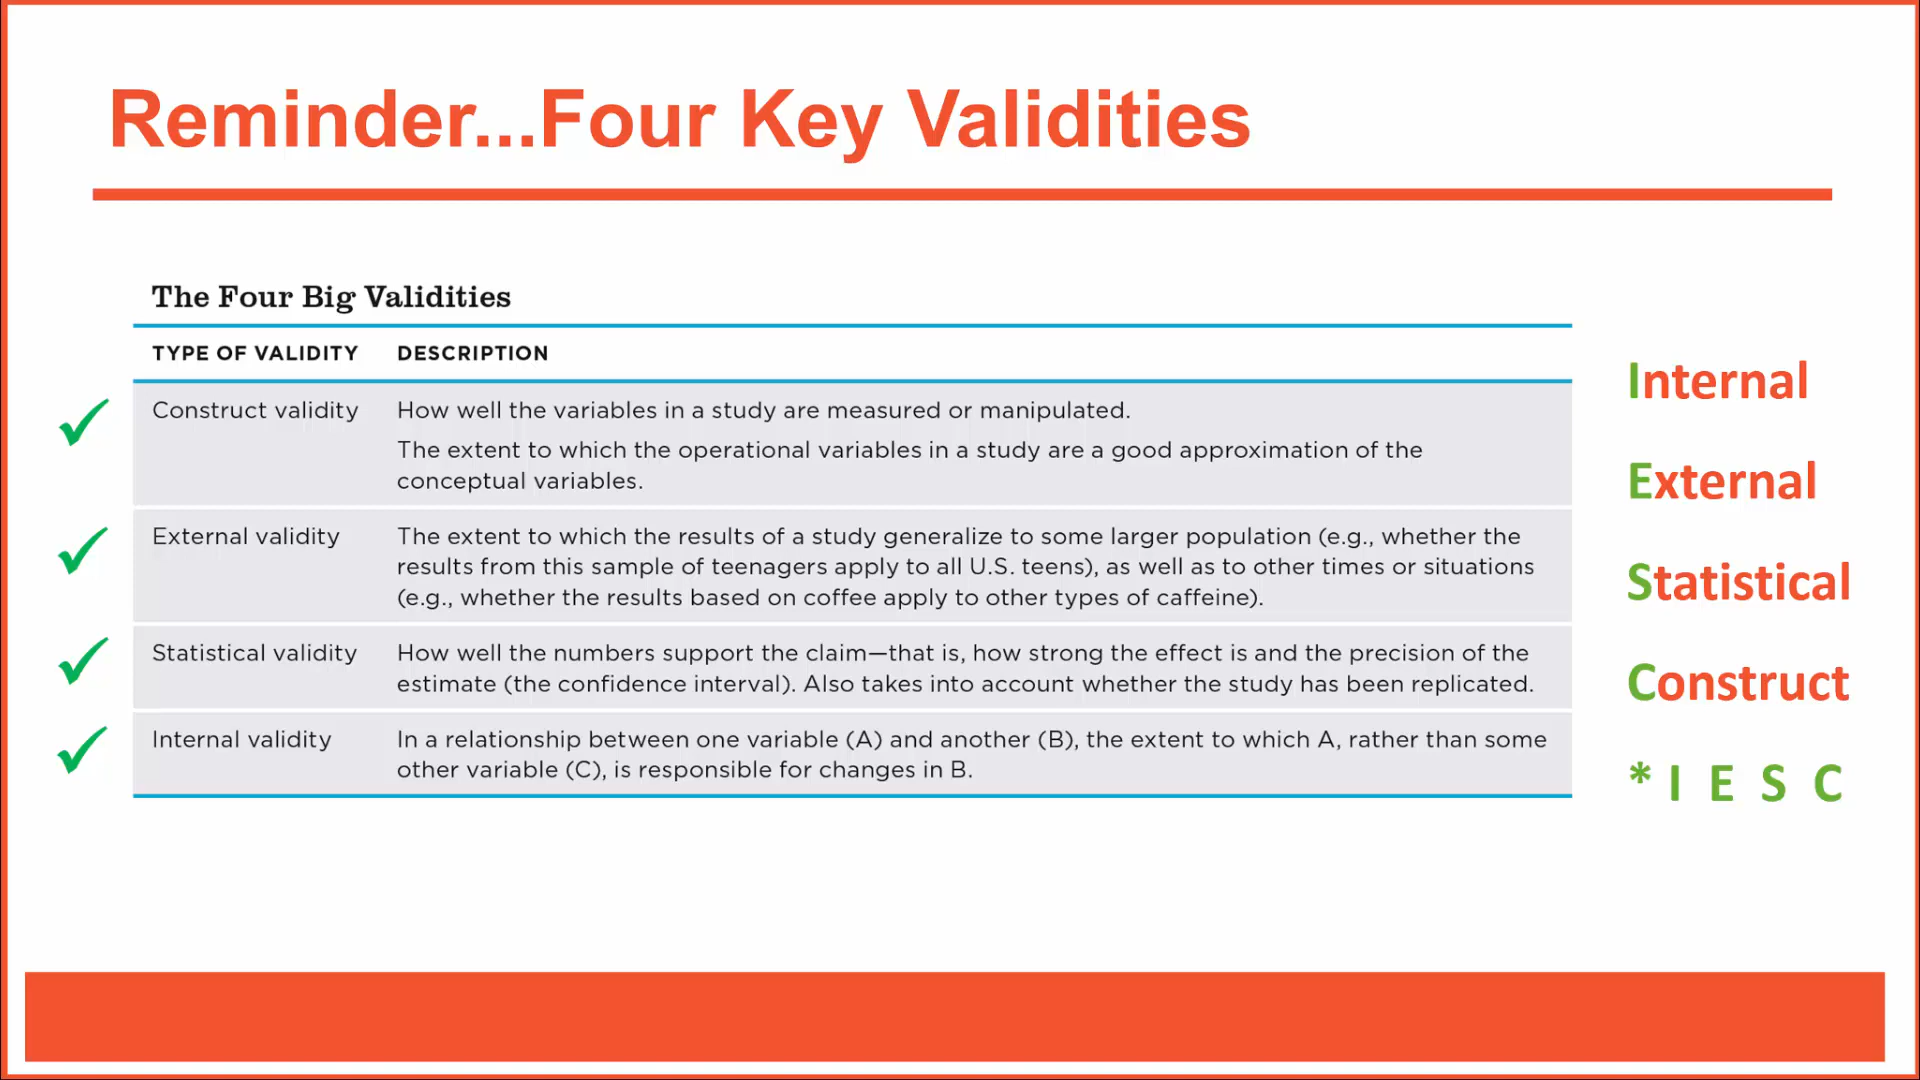 Reminder...Four Key Validities
The Four Big Validities
TYPE OF VALIDITY DESCRIPTION
Construct validity How well the variables in a study are measured or manipulated.
The extent to which the operational variables in a study are a good approximation of the
conceptual variables.
External validity The extent to which the results of a study generalize to some larger population (e.g., whether the
results from this sample of teenagers apply to all U.S. teens), as well as to other times or situations
(e.g., whether the results based on coffee apply to other types of caffeine).
Statistical validity How well the numbers support the claim—that is, how strong the effect is and the precision of the
estimate (the confidence interval). Also takes into account whether the study has been replicated.
Internal validity In a relationship between one variable (A) and another (B), the extent to which A, rather than some
other variable (C), is responsible for changes in B.
Internal
External
Statistical
Construct
* I E S C